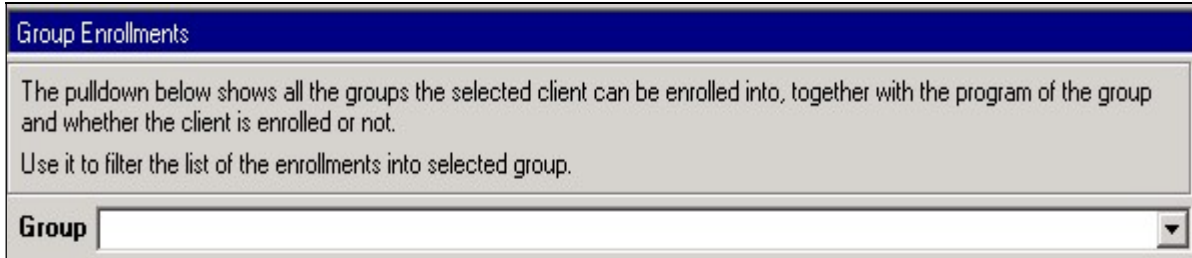 Group Enrollments
The pulldown below shows all the groups the selected client can be enrolled into, together with the program of the group
and whether the client is enrolled or not.
Use it to filter the list of the enrollments into selected group.
Group